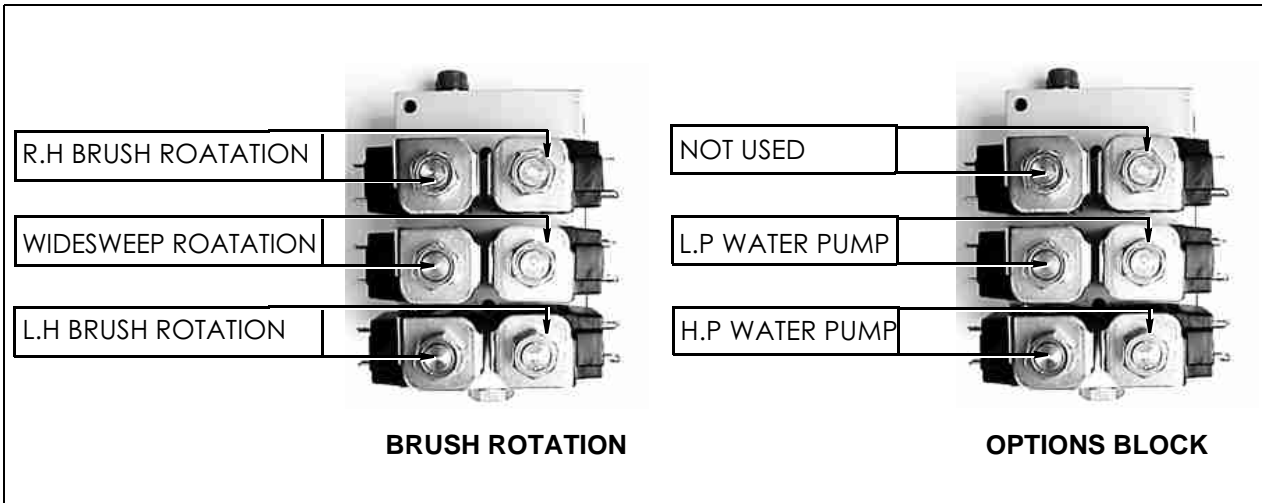 R.H BRUSH ROATATION
WIDESWEEP ROATATION
L.H BRUSH ROTATION
BRUSH ROTATION
NOT USED
L.P WATER PUMP
H.P WATER PUMP
OPTIONS BLOCK